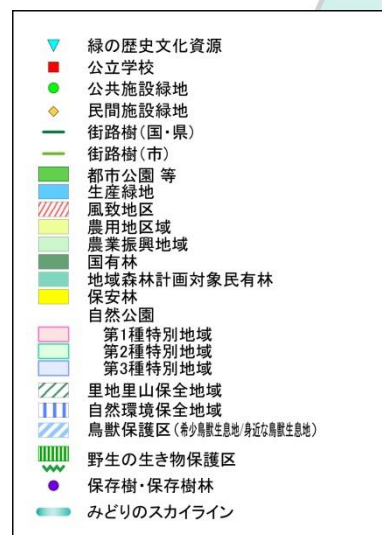 緑の歴史文化資源
公立学校
公共施設緑地
民間施設緑地
街路樹(国・県)
街路樹(市)
都市公園 等
生産緑地
風致地区
農用地区域
農業振興地域
国有林
地域森林計画対象民有林
保安林
自然公園
第1種特別地域
第2種特別地域
第3種特別地域
里地里山保全地域
自然環境保全地域
鳥獣保護区(希少鳥獣生息地/身近な鳥獣生息地)
野生の生き物保護区
保存樹・保存樹林
みどりのスカイライン